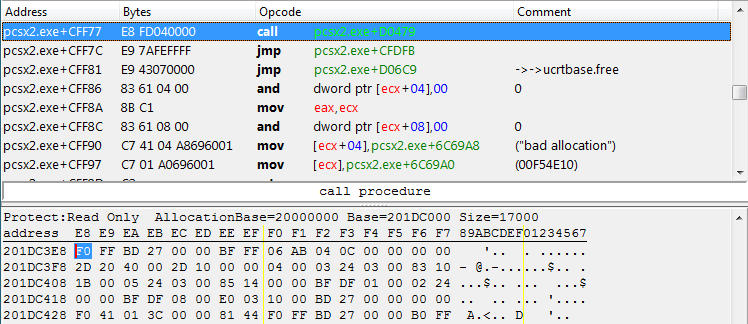 Address Bytes Opcode Comment
pcsx2.exe+CFF77 E8 FD040000 call pcsx2.exe+D0479
pcsx2.exe+CFF7C E9 7AFEFFFF jmp pcsx2.exe+CFDFB
pcsx2.exe+CFF81 E9 43070000 jmp pcsx2.exe+D06C9 ->->ucrtbase.free
pcsx2.exe+CFF86 83 61 04 00 and dword ptr [ecx+04],00 0
pcsx2.exe+CFF8A 8B C1 mov eax,ecx
pcsx2.exe+CFF8C 83 61 08 00 and dword ptr [ecx+08],00 0
pcsx2.exe+CFF90 C7 41 04 A8696001 mov [ecx+04],pcsx2.exe+6C69A8 ("bad allocation")
pcsx2.exe+CFF97 C7 01 A0696001 mov [ecx],pcsx2.exe+6C69A0 (00F54E10)
call procedure
Protect:Read Only AllocationBase=20000000 Base=201DC000 Size=17000
address E8 E9 EA EB EC ED EE EF F0 F1 F2 F3 F4 F5 F6 F7 89ABCDEF01234567
201DC3E8 F0 FF BD 27 00 00 BF FF 06 AB 04 0C 00 00 00 00 '.. . ......
201DC3F8 2D 20 40 00 2D 10 00 00 04 00 03 24 03 00 83 10 - @.-......$.. .
201DC408 1B 00 05 24 03 00 85 14 00 00 BF DF 01 00 02 24 ...$.. ... ...$
201DC418 00 00 BF DF 08 00 E0 03 10 00 BD 27 00 00 00 00 .. .. ... '....
201DC428 F0 41 01 3C 00 00 81 44 F0 FF BD 27 00 00 B0 FF A.<.. D '..